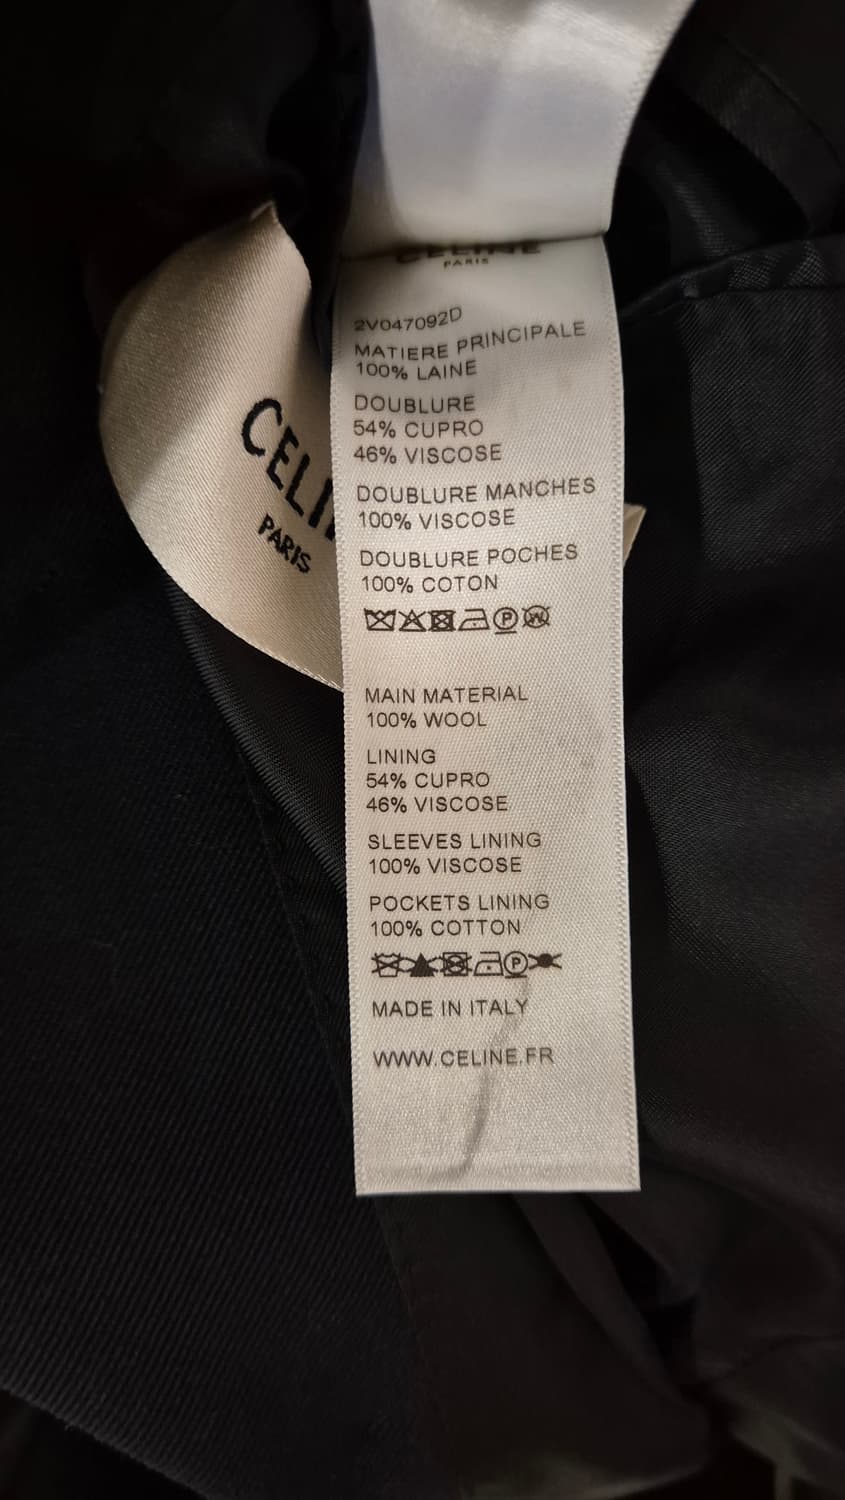 CELINE
PARIS
2V047092D
MATIERE PRINCIPALE
100% LAINE
DOUBLURE
54% CUPRO
46% VISCOSE
DOUBLURE MANCHES
100% VISCOSE
DOUBLURE POCHES
100% COTON
P W
MAIN MATERIAL
100% WOOL
LINING
54% CUPRO
46% VISCOSE
SLEEVES LINING
100% VISCOSE
POCKETS LINING
100% COTTON
P
MADE IN ITALY
WWW.CELINE.FR
CELIN
PARIS